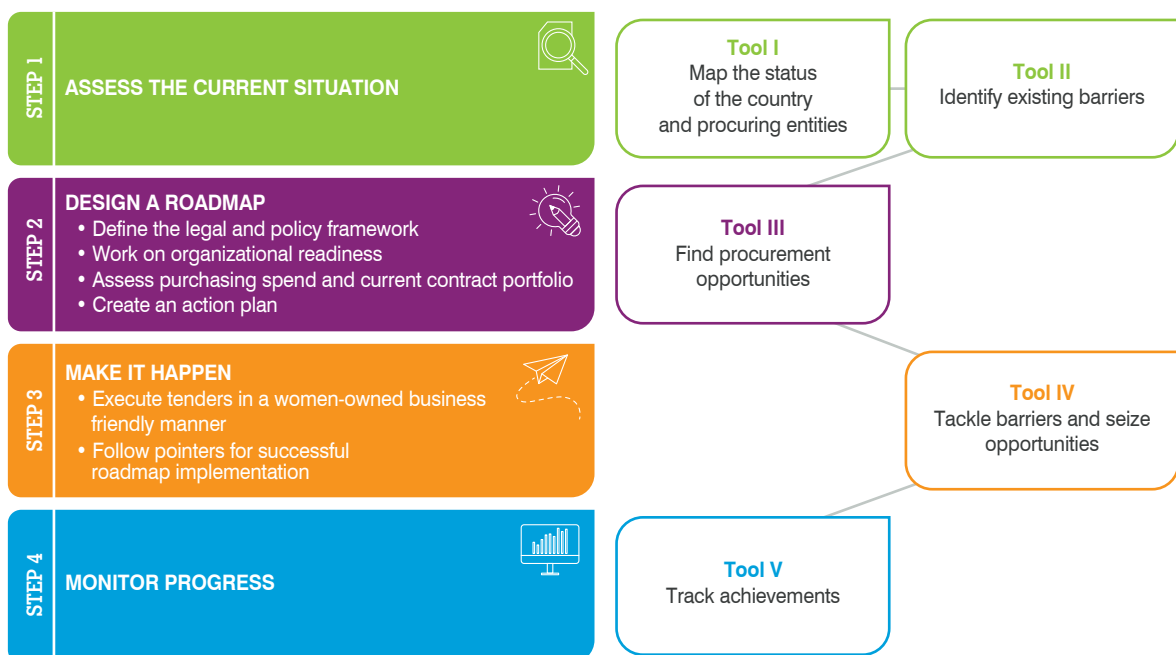 STEP 1
ASSESS THE CURRENT SITUATION
Tool I
Map the status
of the country
and procuring entities
Tool II
Identify existing barriers
STEP 2
DESIGN A ROADMAP
• Define the legal and policy framework
• Work on organizational readiness
• Assess purchasing spend and current contract portfolio
• Create an action plan
Tool III
Find procurement
opportunities
STEP 3
MAKE IT HAPPEN
• Execute tenders in a women-owned business
friendly manner
• Follow pointers for successful
roadmap implementation
Tool IV
Tackle barriers and seize
opportunities
STEP 4
MONITOR PROGRESS
Tool V
Track achievements